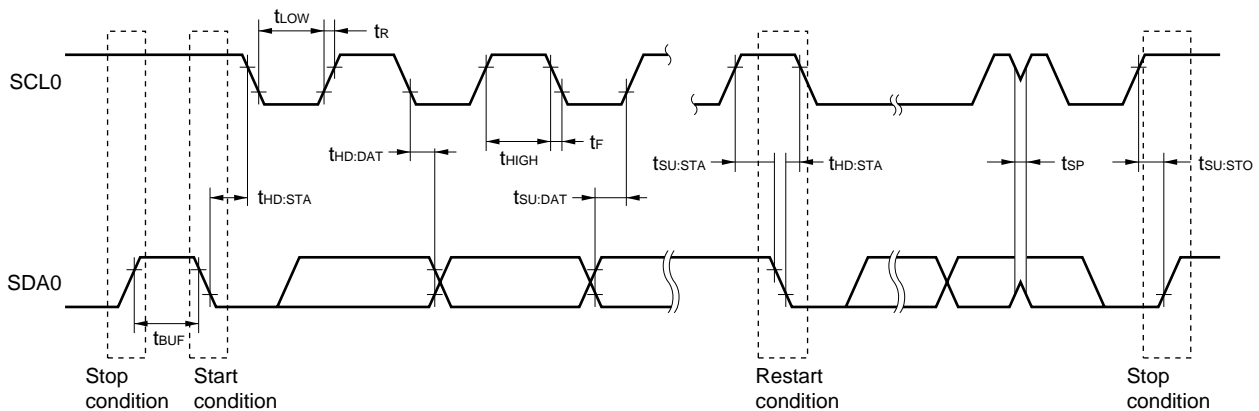 tLOW
tR
SCL0
tHD:DAT
tHIGH
tF
tSU:STA
tHD:STA
tSP
tSU:STO
tHD:STA
tSU:DAT
SDA0
tBUF
Stop
condition
Start
condition
Restart
condition
Stop
condition